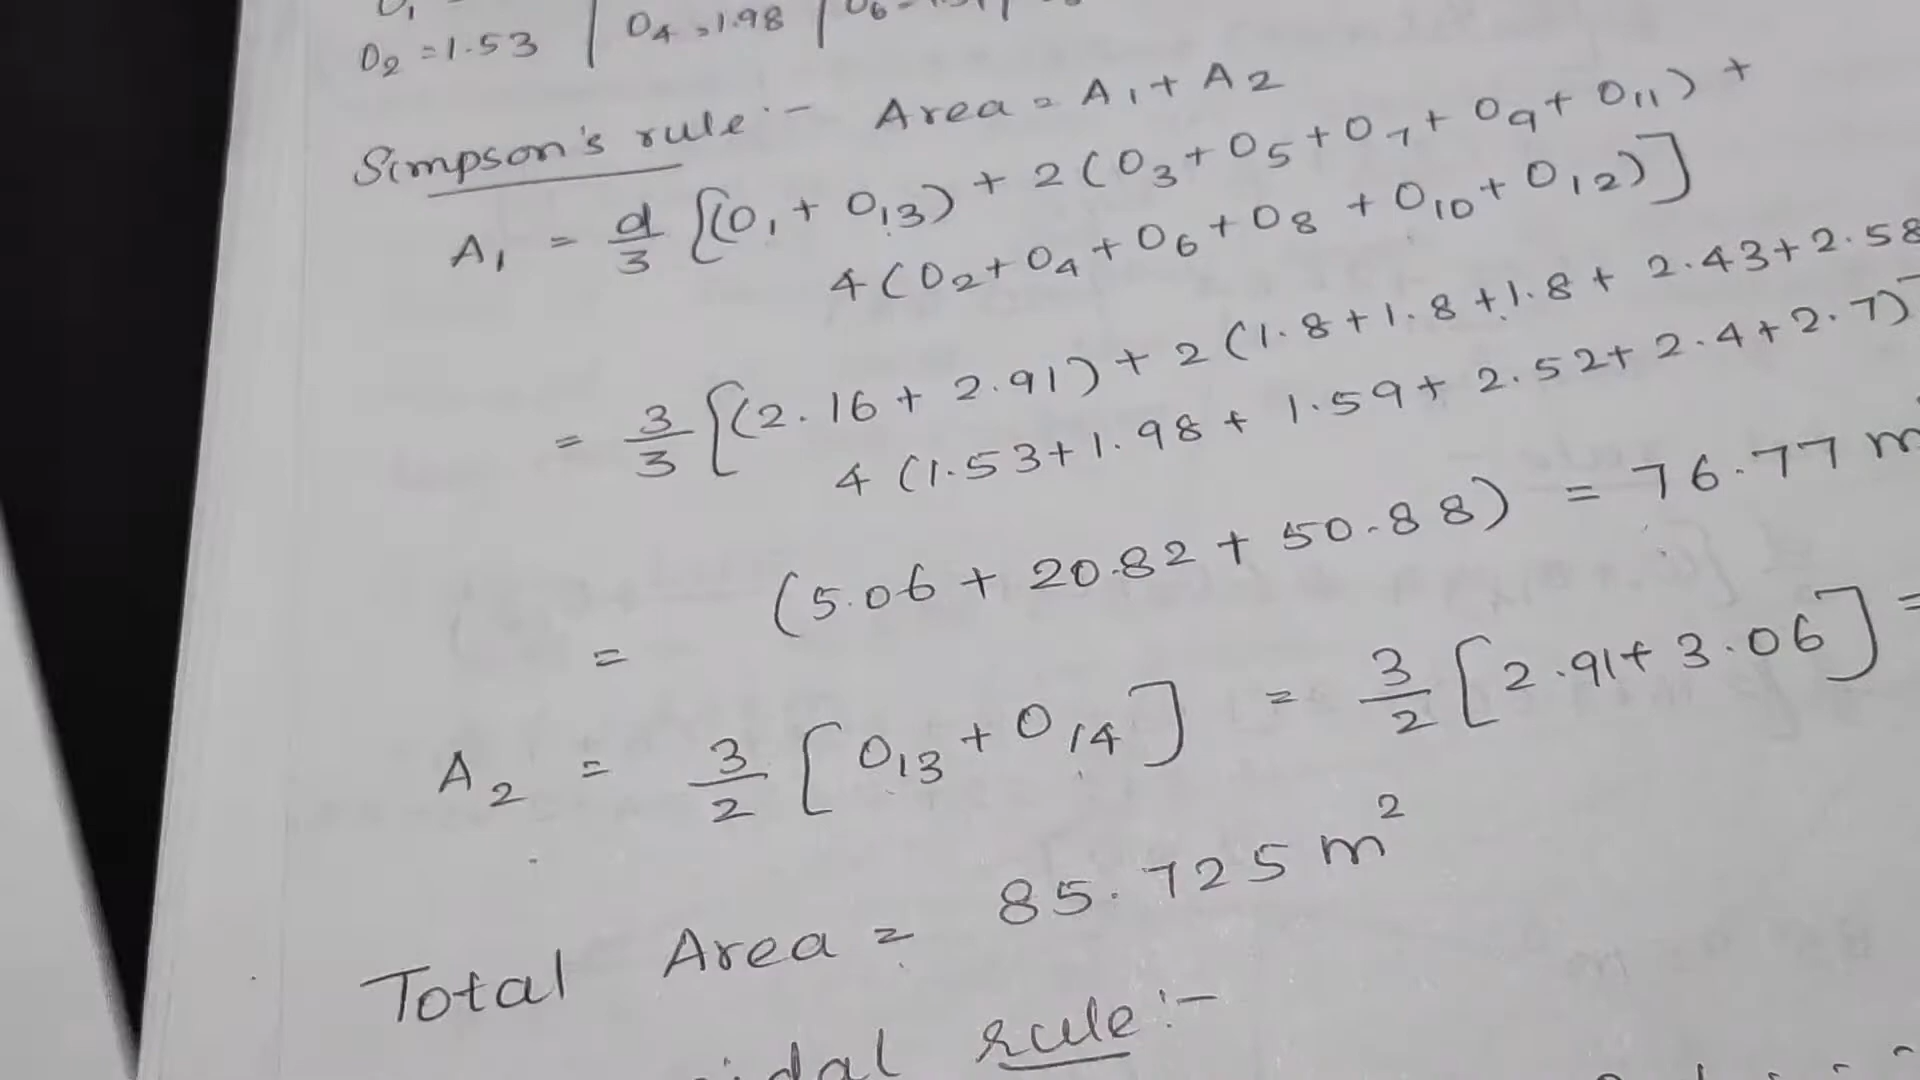 O2 = 1.53 | O4 = 1.98 | O6
Simpson's rule :- Area = A1 + A2
A1 = d/3 [(O1 + O13) + 2 (O3 + O5 + O7 + O9 + O11) +
4 (O2 + O4 + O6 + O8 + O10 + O12)]
= 3/3 [(2.16 + 2.91) + 2 (1.8 + 1.8 + 1.8 + 2.43 + 2.58
4 (1.53 + 1.98 + 1.59 + 2.52 + 2.4 + 2.7)
= (5.06 + 20.82 + 50.88) = 76.77 m
A2 = 3/2 [O13 + O14] = 3/2 [2.91 + 3.06] =
Total Area = 85.725 m²
rule :-